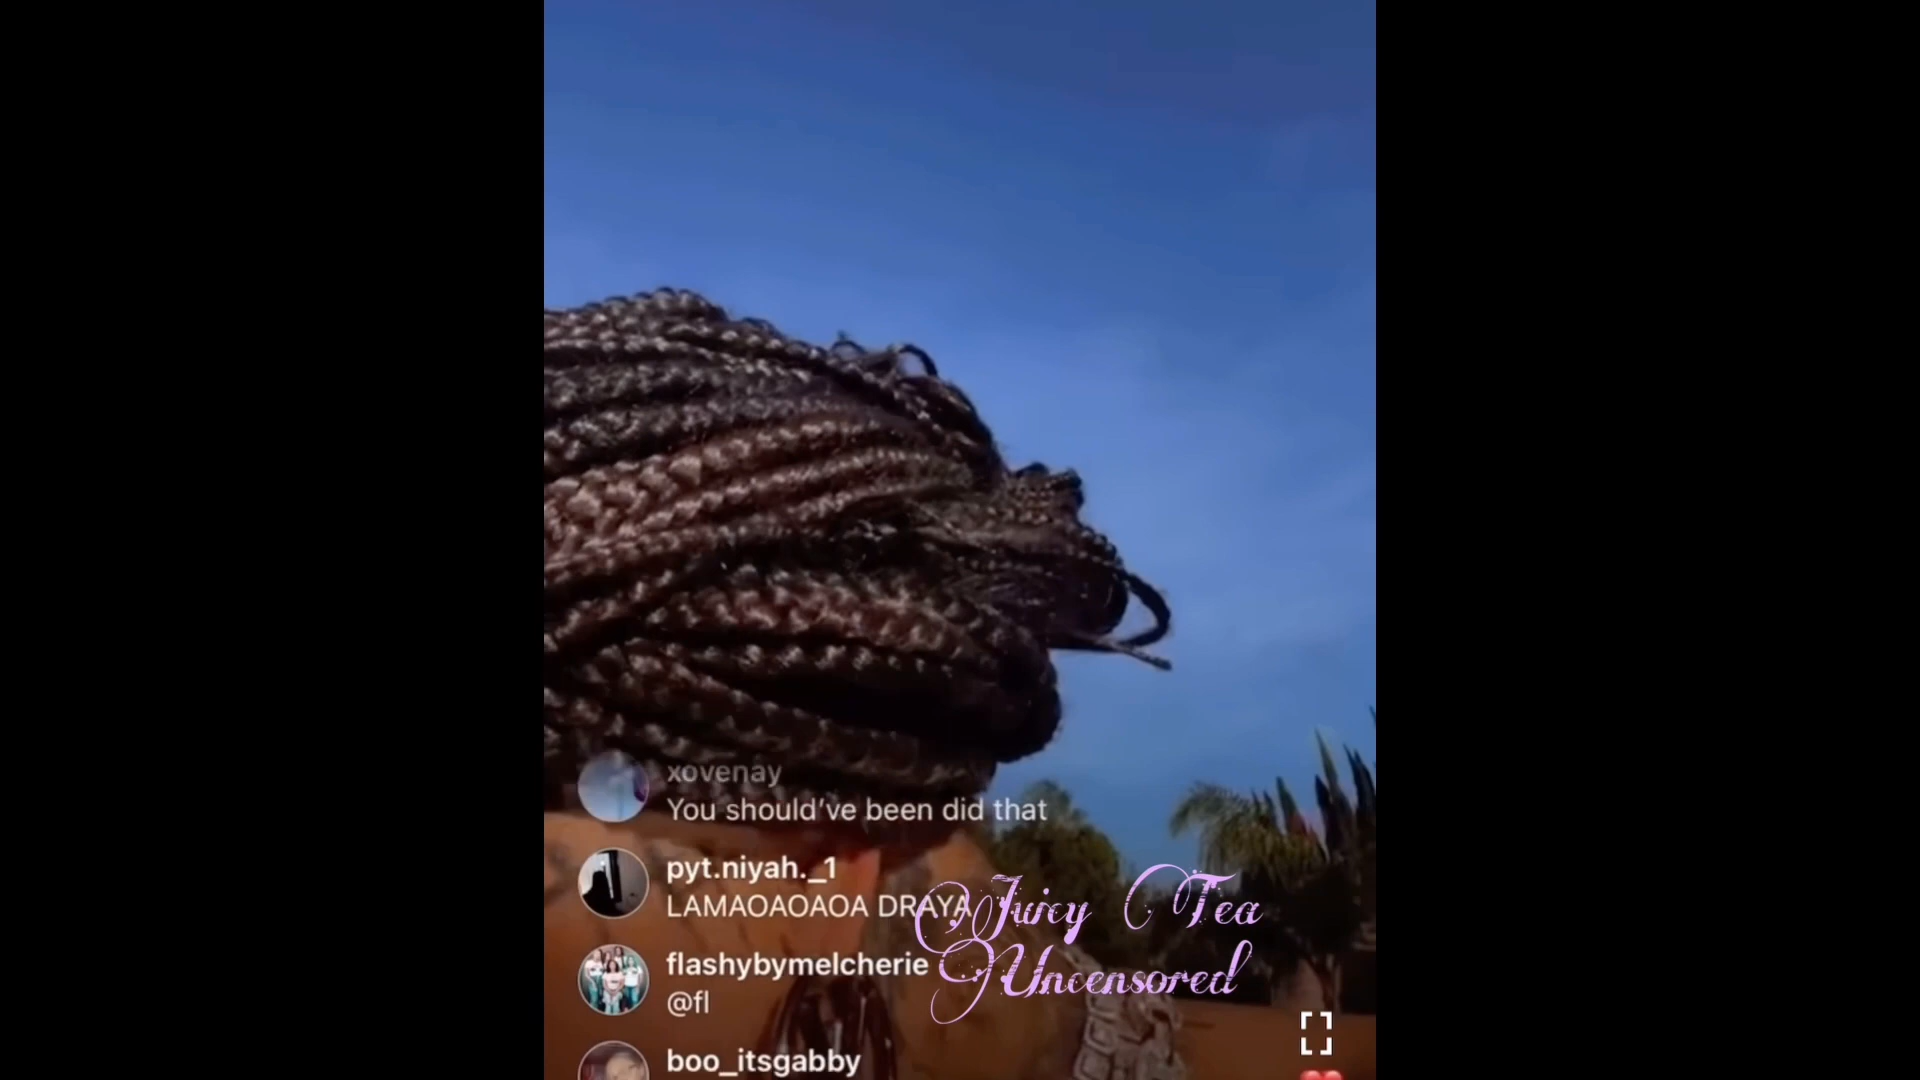 xovenay
You should've been did that
pyt.niyah._1
LAMAOAOAOA DRAYA
flashybymelcherie
@fl
boo_itsgabby
Juicy Tea
Uncensored